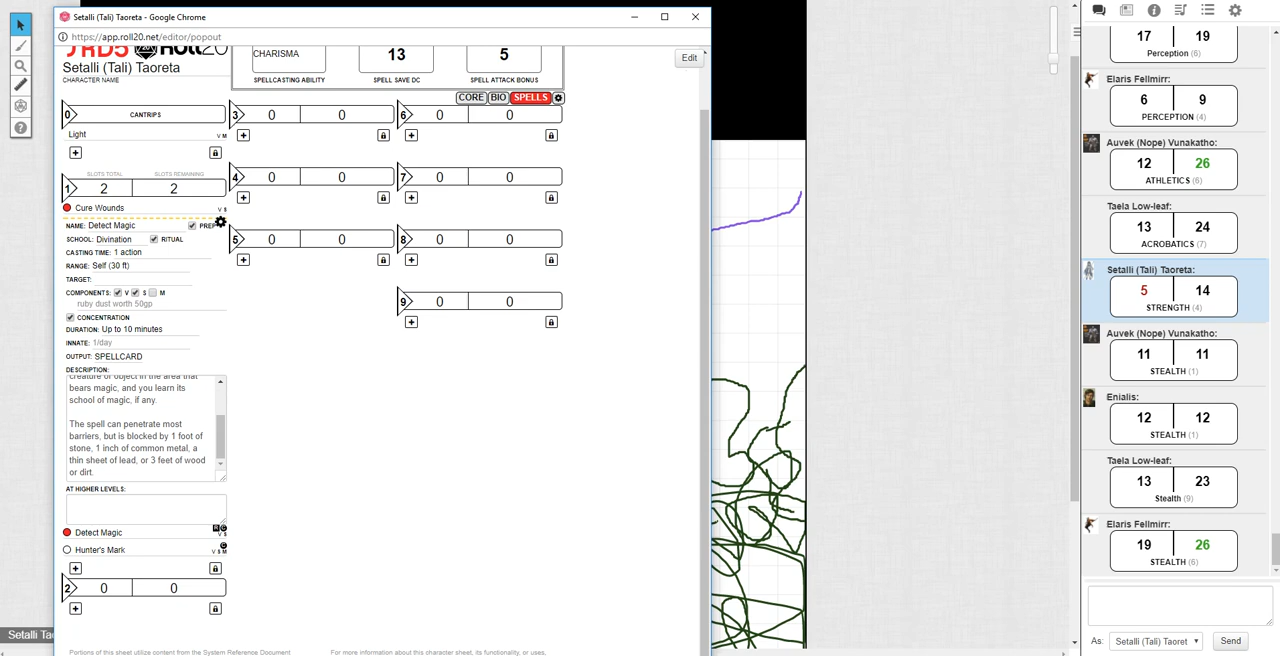 Setalli (Tali) Taoreta - Google Chrome
https://app.roll20.net/editor/popout
Edit
Setalli (Tali) Taoreta
CHARACTER NAME
CHARISMA
13
5
SPELLCASTING ABILITY
SPELL SAVE DC
SPELL ATTACK BONUS
CORE BIO SPELLS
0 CANTRIPS
Light V M
+
SLOTS TOTAL SLOTS REMAINING
1 2 2
Cure Wounds V S
NAME: Detect Magic PREP
SCHOOL: Divination RITUAL
CASTING TIME: 1 action
RANGE: Self (30 ft)
TARGET:
COMPONENTS: V S M
ruby dust worth 50gp
CONCENTRATION
DURATION: Up to 10 minutes
INNATE: 1/day
OUTPUT: SPELLCARD
DESCRIPTION:
creature or object in the area that
bears magic, and you learn its
school of magic, if any.
The spell can penetrate most
barriers, but is blocked by 1 foot of
stone, 1 inch of common metal, a
thin sheet of lead, or 3 feet of wood
or dirt.
AT HIGHER LEVELS:
Detect Magic R C V S
Hunter's Mark C V S M
+
2 0 0
+
3 0 0
+
4 0 0
+
5 0 0
+
6 0 0
+
7 0 0
+
8 0 0
+
9 0 0
+
Portions of this sheet utilize content from the System Reference Document
For more information about this character sheet, its functionality, or uses,
Setalli Tao
17 19
Perception (6)
Elaris Fellmirr:
6 9
PERCEPTION (4)
Auvek (Nope) Vunakatho:
12 26
ATHLETICS (6)
Taela Low-leaf:
13 24
ACROBATICS (7)
Setalli (Tali) Taoreta:
5 14
STRENGTH (4)
Auvek (Nope) Vunakatho:
11 11
STEALTH (1)
Enialis:
12 12
STEALTH (1)
Taela Low-leaf:
13 23
Stealth (9)
Elaris Fellmirr:
19 26
STEALTH (6)
As: Setalli (Tali) Taoret Send